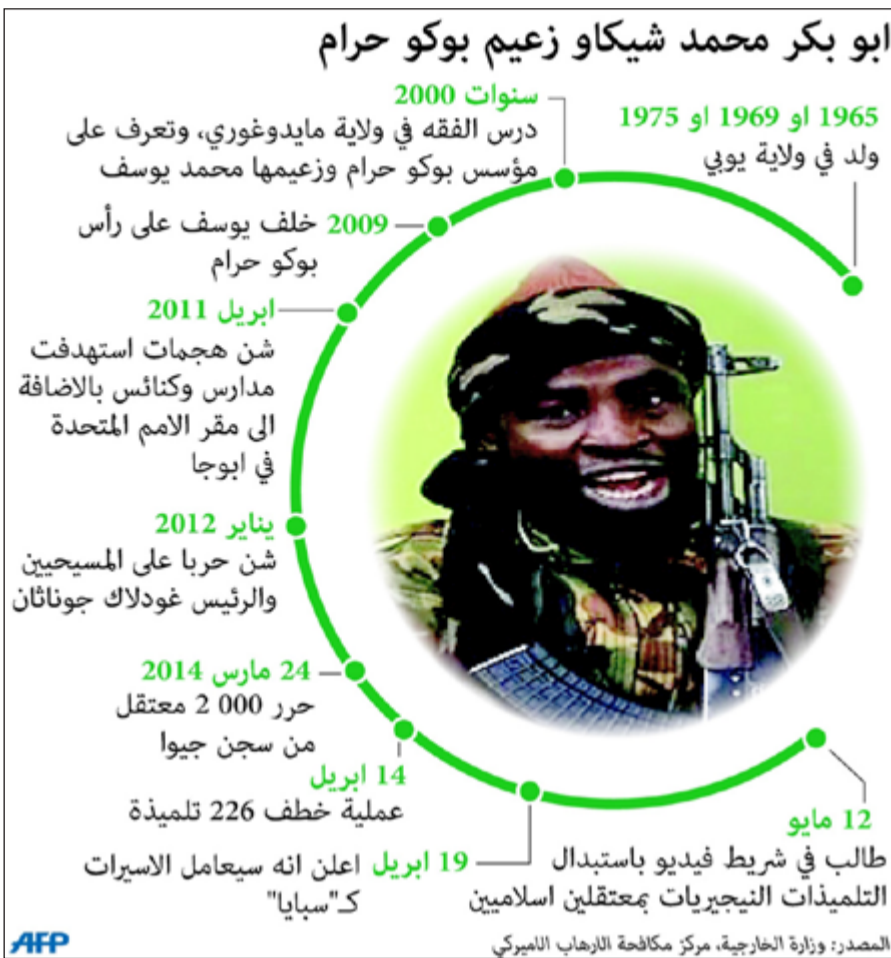 ابو بكر محمد شيكاو زعيم بوكو حرام
1965 او 1969 او 1975
ولد في ولاية يوبي
سنوات 2000
درس الفقه في ولاية مايدوغوري، وتعرف على
مؤسس بوكو حرام وزعيمها محمد يوسف
2009 خلف يوسف على رأس
بوكو حرام
ابريل 2011
شن هجمات استهدفت
مدارس وكنائس بالاضافة
الى مقر الامم المتحدة
في ابوجا
يناير 2012
شن حربا على المسيحيين
والرئيس غودلاك جوناثان
24 مارس 2014
حرر 000 2 معتقل
من سجن جيوا
14 ابريل
عملية خطف 226 تلميذة
19 ابريل اعلن انه سيعامل الاسيرات
كـ"سبايا"
12 مايو
طالب في شريط فيديو باستبدال
التلميذات النيجيريات بمعتقلين اسلاميين
المصدر: وزارة الخارجية، مركز مكافحة الارهاب الاميركي
AFP